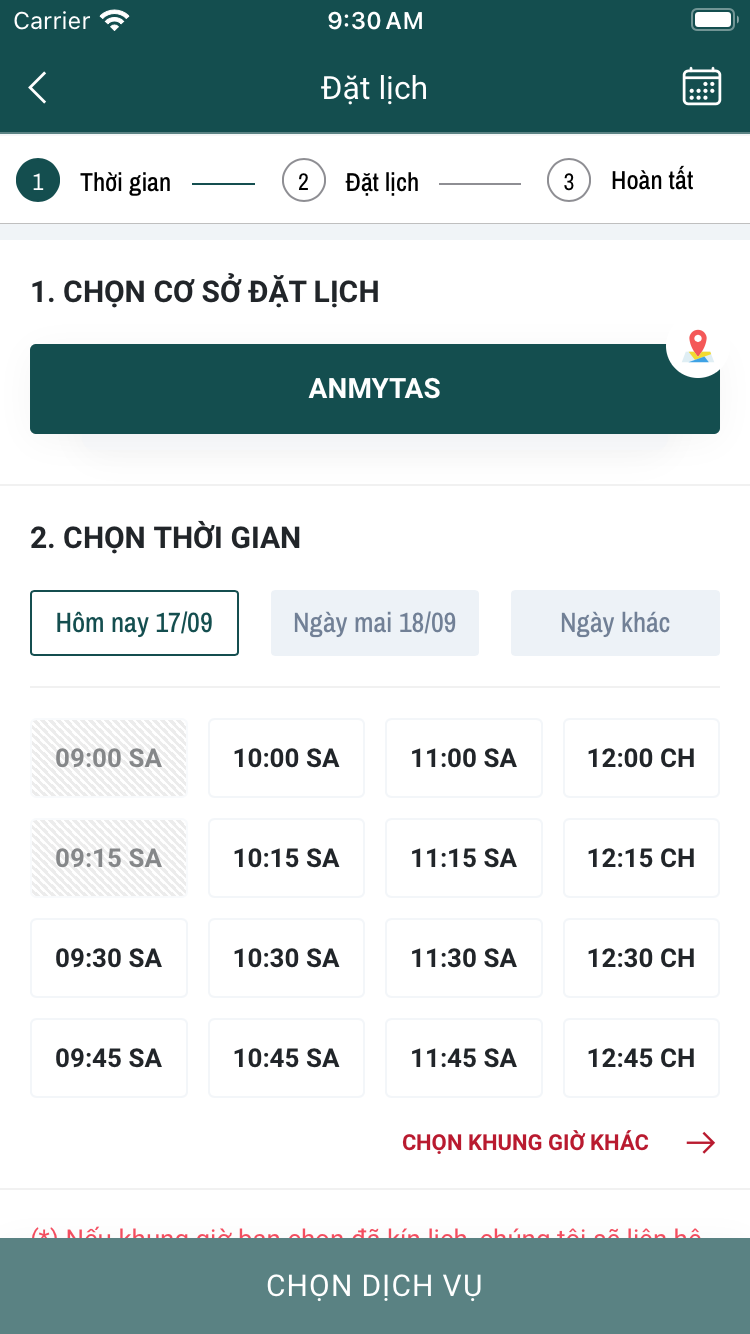 Carrier 9:30 AM
Đặt lịch
1 Thời gian 2 Đặt lịch 3 Hoàn tất
1. CHỌN CƠ SỞ ĐẶT LỊCH
ANMYTAS
2. CHỌN THỜI GIAN
Hôm nay 17/09 Ngày mai 18/09 Ngày khác
09:00 SA 10:00 SA 11:00 SA 12:00 CH
09:15 SA 10:15 SA 11:15 SA 12:15 CH
09:30 SA 10:30 SA 11:30 SA 12:30 CH
09:45 SA 10:45 SA 11:45 SA 12:45 CH
CHỌN KHUNG GIỜ KHÁC
(*) Nếu khung giờ bạn chọn đã kín lịch, chúng tôi sẽ liên hệ
CHỌN DỊCH VỤ